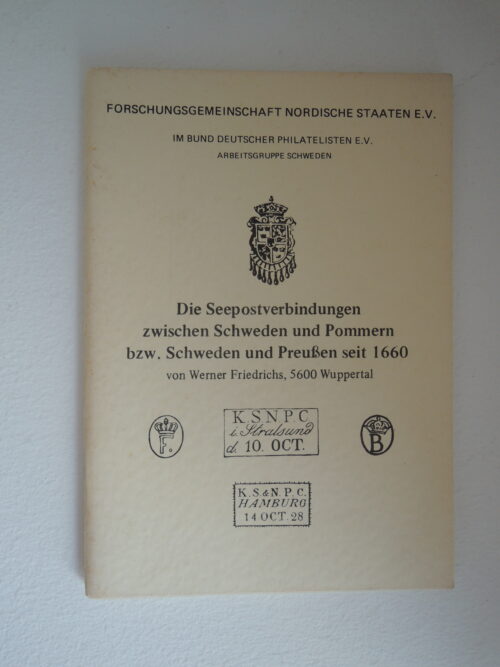 FORSCHUNGSGEMEINSCHAFT NORDISCHE STAATEN E.V.
IM BUND DEUTSCHER PHILATELISTEN E.V.
ARBEITSGRUPPE SCHWEDEN
Die Seepostverbindungen
zwischen Schweden und Pommern
bzw. Schweden und Preußen seit 1660
von Werner Friedrichs, 5600 Wuppertal
F.
K.S.N.P.C.
i. Stralsund
d. 10. OCT.
B
K.S.&N.P.C.
HAMBURG
14 OCT. 28